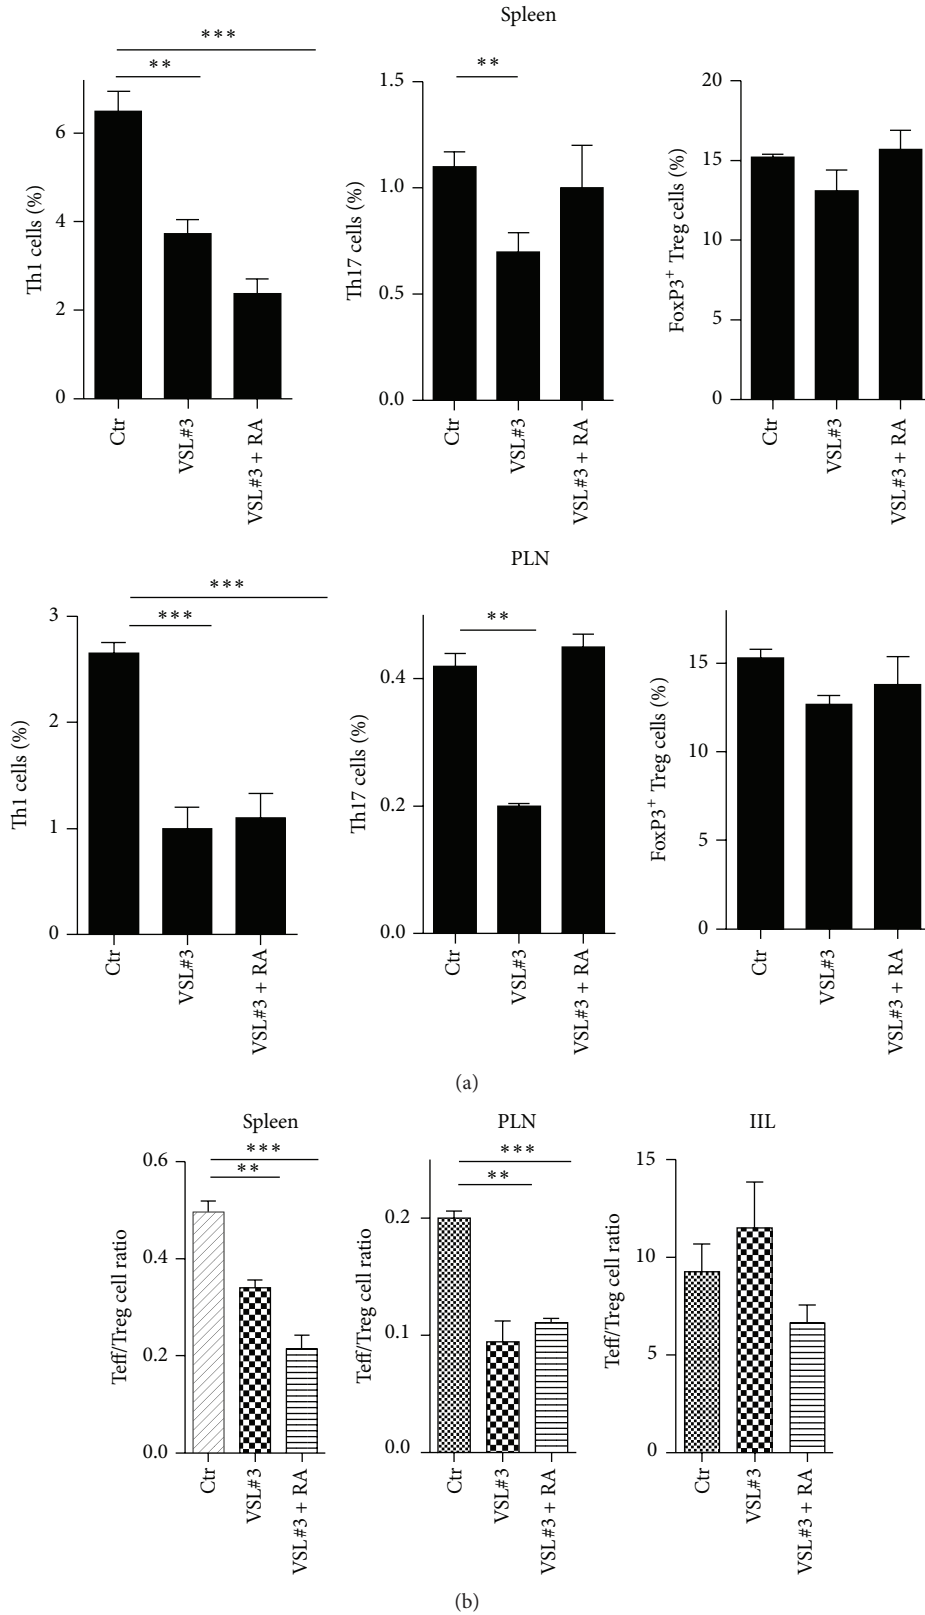 Spleen
***
**
Th1 cells (%)
6
4
2
0
Ctr
VSL#3
VSL#3 + RA
**
Th17 cells (%)
1.5
1.0
0.5
0.0
Ctr
VSL#3
VSL#3 + RA
FoxP3+ Treg cells (%)
20
15
10
5
0
Ctr
VSL#3
VSL#3 + RA
PLN
***
***
Th1 cells (%)
3
2
1
0
Ctr
VSL#3
VSL#3 + RA
**
Th17 cells (%)
0.4
0.2
0.0
Ctr
VSL#3
VSL#3 + RA
FoxP3+ Treg cells (%)
15
10
5
0
Ctr
VSL#3
VSL#3 + RA
(a)
Spleen
***
**
Teff/Treg cell ratio
0.6
0.4
0.2
0.0
Ctr
VSL#3
VSL#3 + RA
PLN
***
**
Teff/Treg cell ratio
0.2
0.1
0.0
Ctr
VSL#3
VSL#3 + RA
IIL
Teff/Treg cell ratio
15
10
5
0
Ctr
VSL#3
VSL#3 + RA
(b)